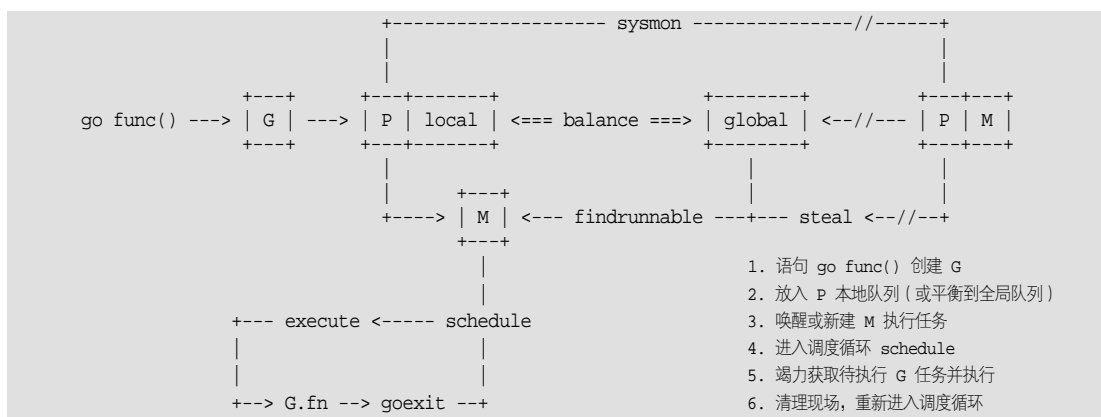 sysmon
go func() ---> | G | ---> | P | local | <=== balance ===> | global | <--//--- | P | M |
+----> | M | <--- findrunnable ---+--- steal <--//--+
1. 语句 go func() 创建 G
2. 放入 P 本地队列（或平衡到全局队列）
3. 唤醒或新建 M 执行任务
+--- execute <----- schedule
4. 进入调度循环 schedule
5. 竭力获取待执行 G 任务并执行
+--> G.fn --> goexit --+
6. 清理现场，重新进入调度循环